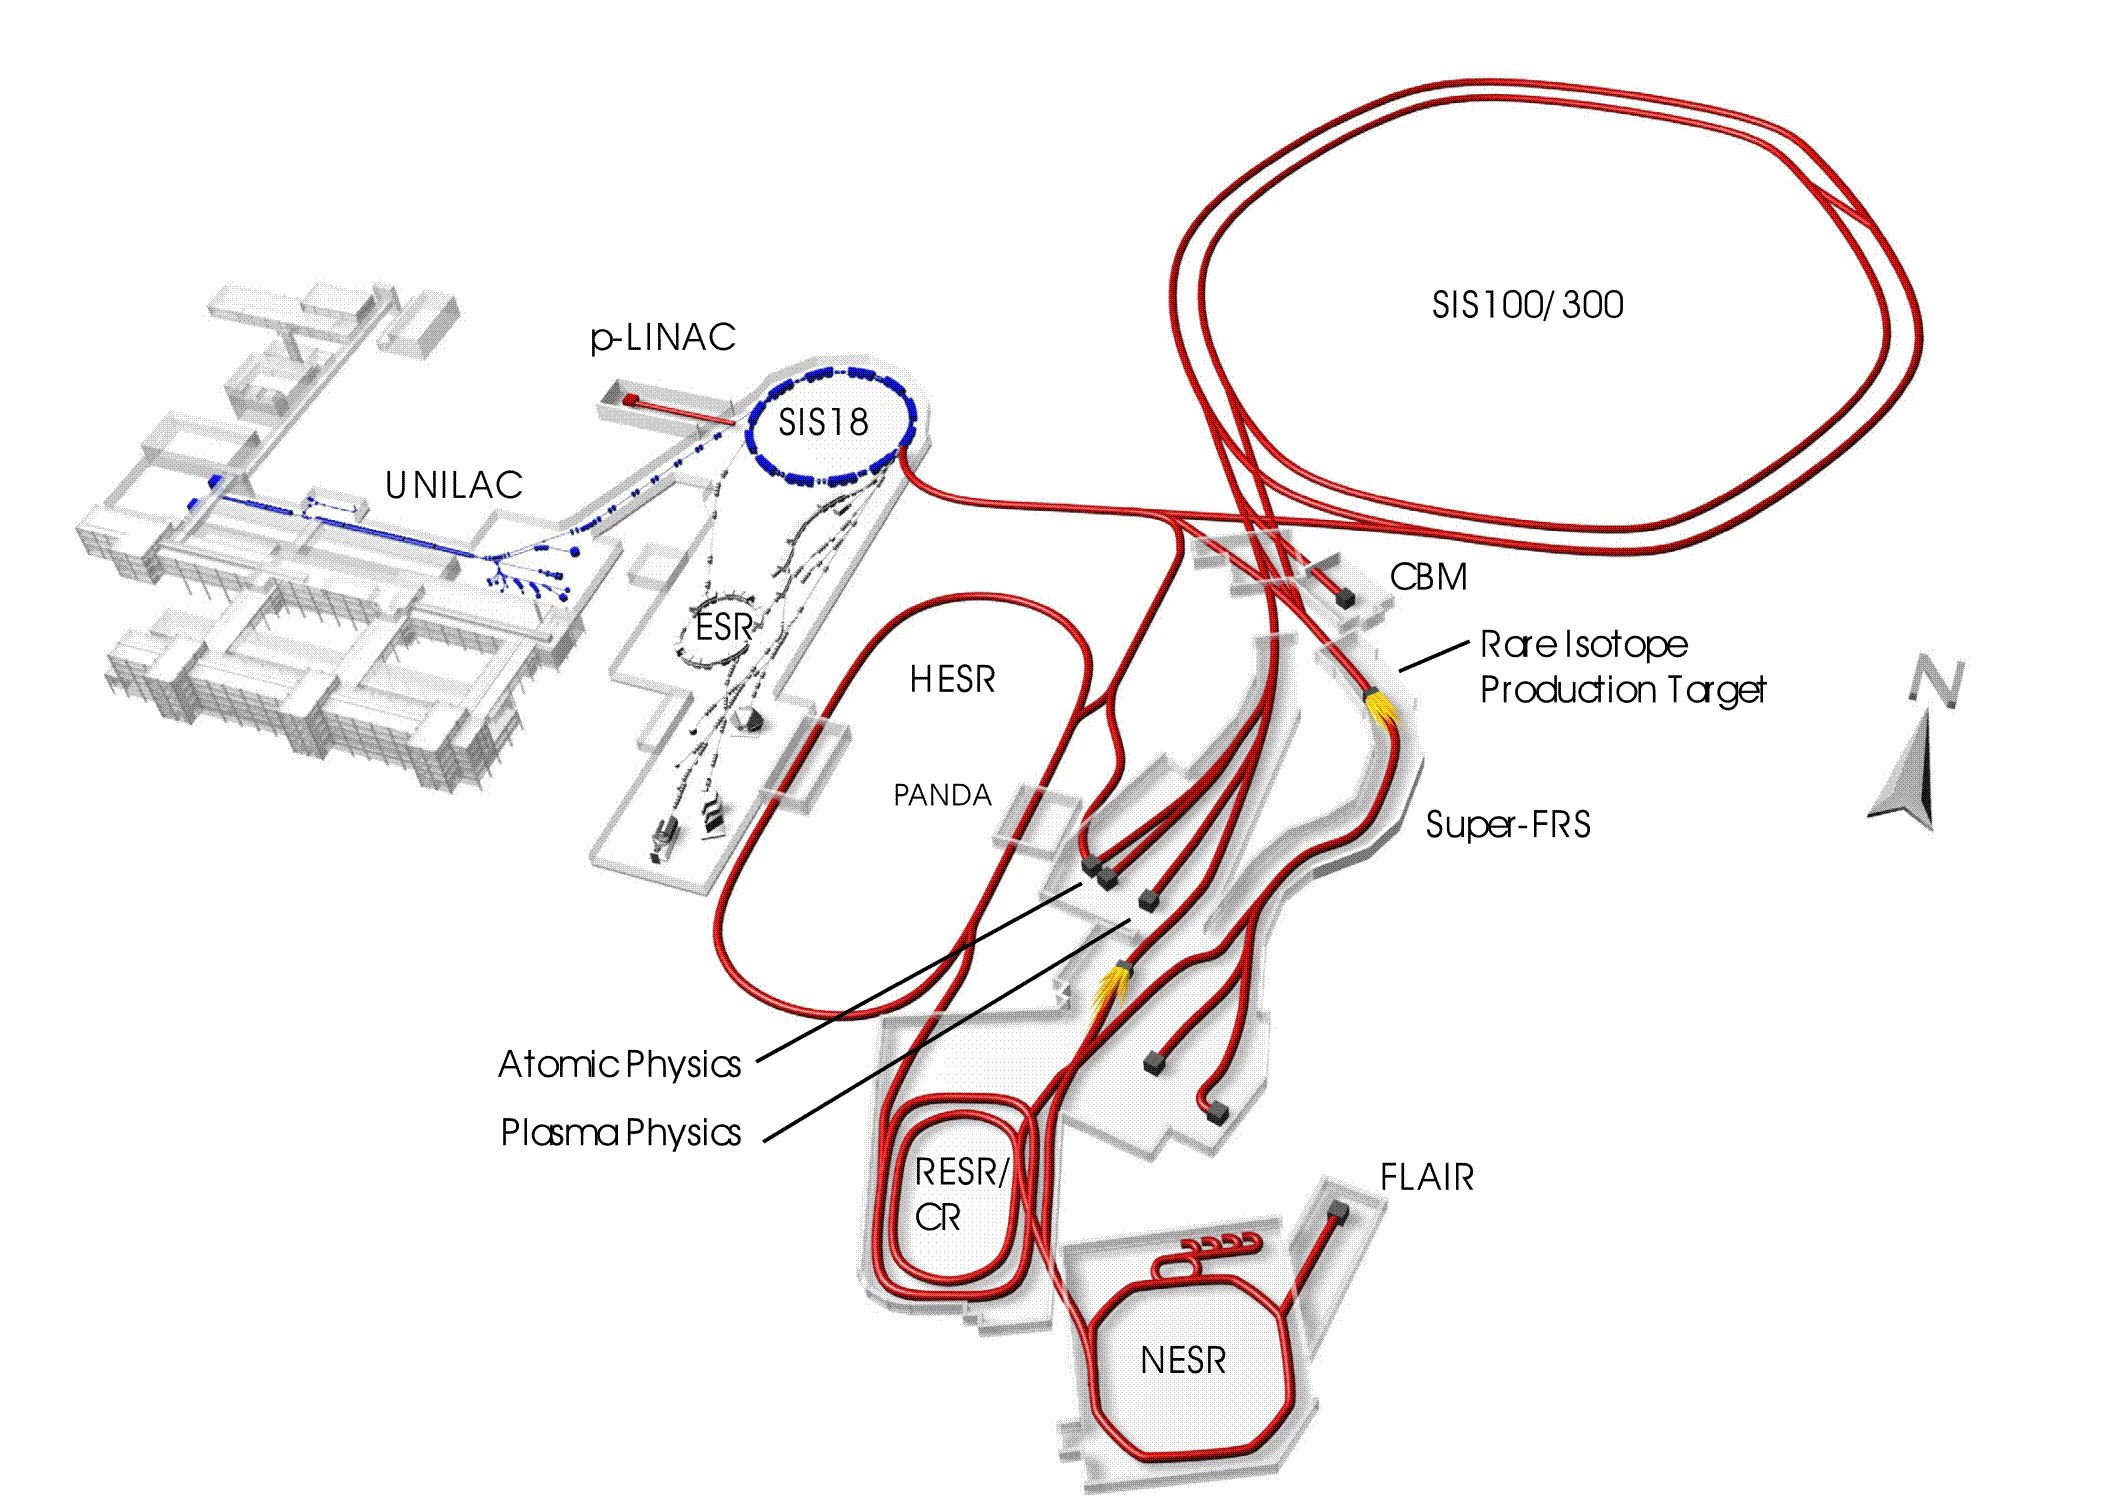 SIS100/300
p-LINAC
SIS18
UNILAC
CBM
ESR
Rare Isotope
Production Target
N
HESR
PANDA
Super-FRS
Atomic Physics
Plasma Physics
RESR/
CR
FLAIR
NESR